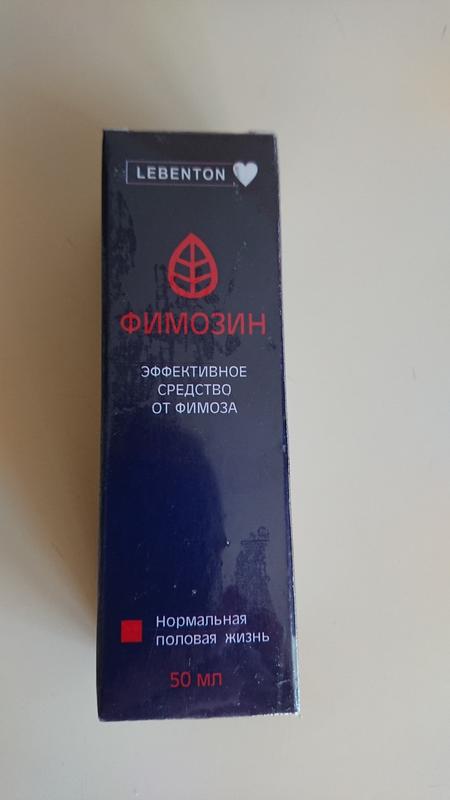 LEBENTON
ФИМОЗИН
ЭФФЕКТИВНОЕ
СРЕДСТВО
ОТ ФИМОЗА
Нормальная
половая жизнь
50 мл